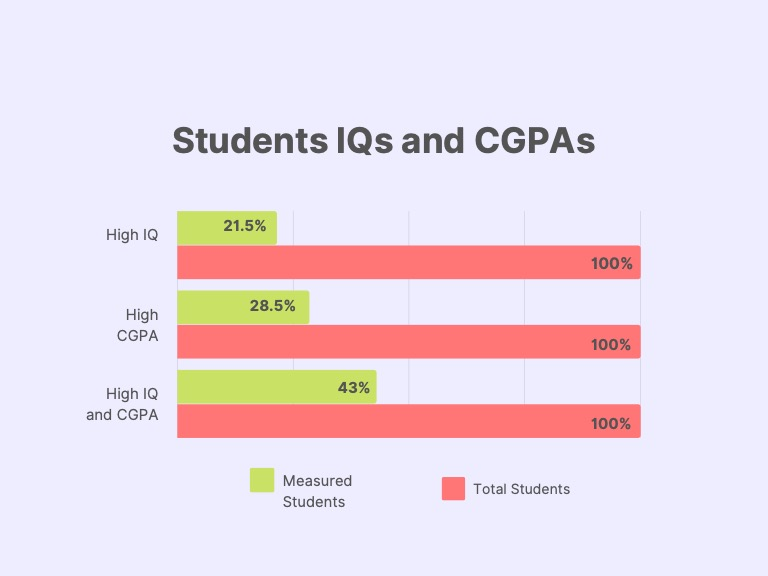 Students IQs and CGPAs
High IQ
21.5%
100%
High
CGPA
28.5%
100%
High IQ
and CGPA
43%
100%
Measured
Students
Total Students